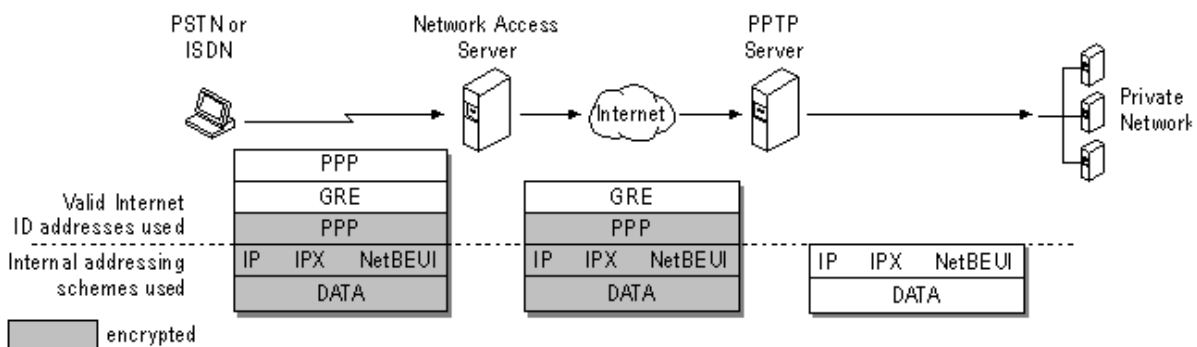 PSTN or
ISDN
Network Access
Server
PPTP
Server
Internet
Private
Network
PPP
GRE
PPP
IP IPX NetBEUI
DATA
GRE
PPP
IP IPX NetBEUI
DATA
IP IPX NetBEUI
DATA
Valid Internet
ID addresses used
Internal addressing
schemes used
encrypted